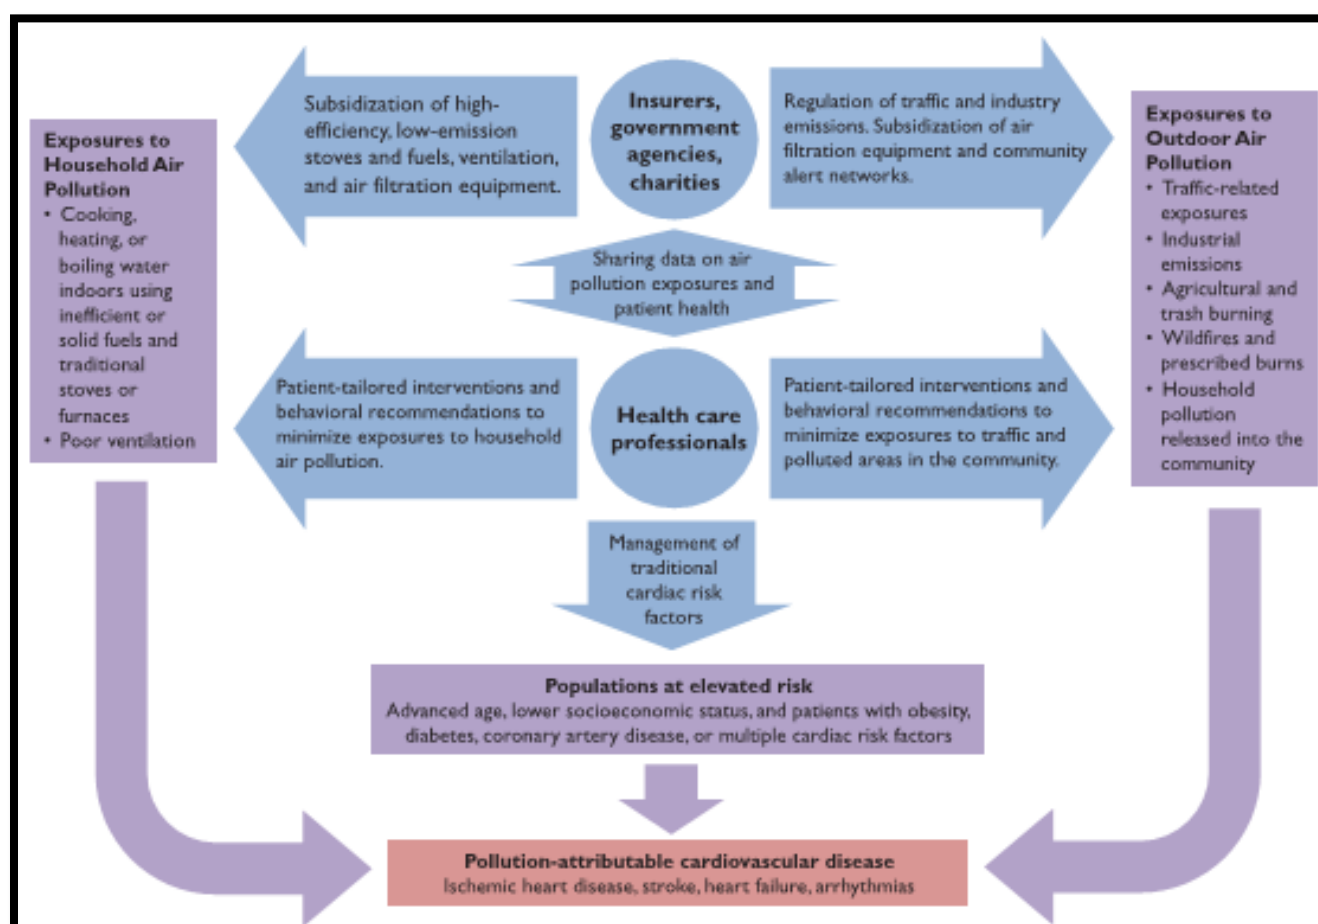 Subsidization of high-
efficiency, low-emission
stoves and fuels, ventilation,
and air filtration equipment.
Insurers,
government
agencies,
charities
Regulation of traffic and industry
emissions. Subsidization of air
filtration equipment and community
alert networks.
Exposures to
Household Air
Pollution
• Cooking,
heating, or
boiling water
indoors using
inefficient or
solid fuels and
traditional
stoves or
furnaces
• Poor ventilation
Exposures to
Outdoor Air
Pollution
• Traffic-related
exposures
• Industrial
emissions
• Agricultural and
trash burning
• Wildfires and
prescribed burns
• Household
pollution
released into the
community
Sharing data on air
pollution exposures and
patient health
Patient-tailored interventions and
behavioral recommendations to
minimize exposures to household
air pollution.
Health care
professionals
Patient-tailored interventions and
behavioral recommendations to
minimize exposures to traffic and
polluted areas in the community.
Management of
traditional
cardiac risk
factors
Populations at elevated risk
Advanced age, lower socioeconomic status, and patients with obesity,
diabetes, coronary artery disease, or multiple cardiac risk factors
Pollution-attributable cardiovascular disease
Ischemic heart disease, stroke, heart failure, arrhythmias